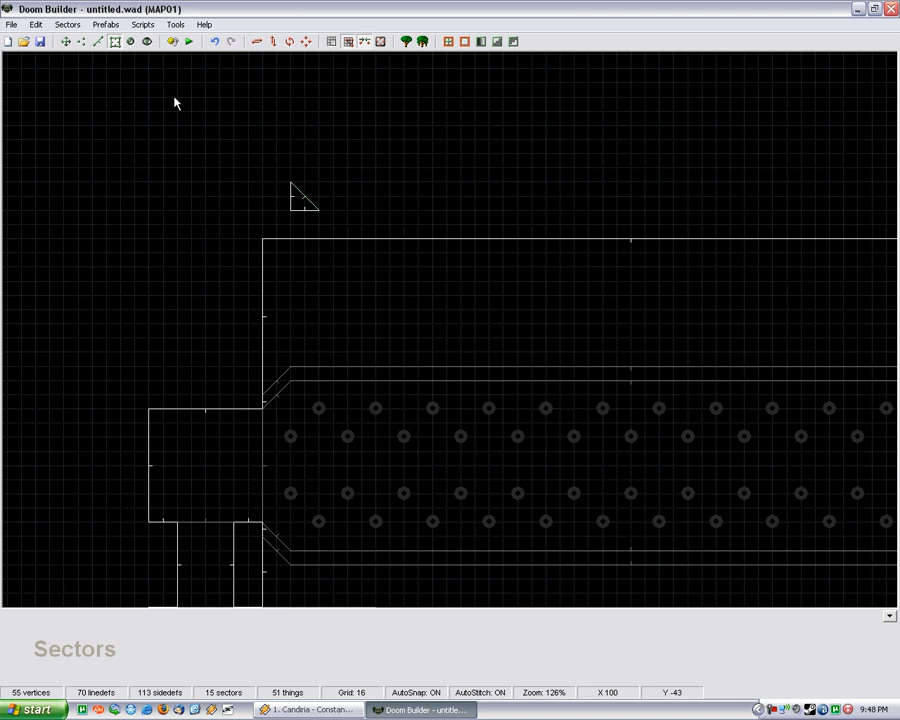 Doom Builder - untitled.wad (MAP01)
File Edit Sectors Prefabs Scripts Tools Help
Sectors
55 vertices 70 linedefs 113 sidedefs 15 sectors 51 things Grid: 16 AutoSnap: ON AutoStitch: ON Zoom: 126% X 100 Y -43
start 1. Candiria - Constan... Doom Builder - untitle... 9:48 PM